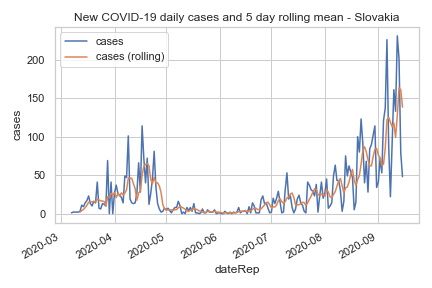 New COVID-19 daily cases and 5 day rolling mean - Slovakia
cases
cases (rolling)
200
150
100
50
0
cases
2020-03
2020-04
2020-05
2020-06
2020-07
2020-08
2020-09
dateRep